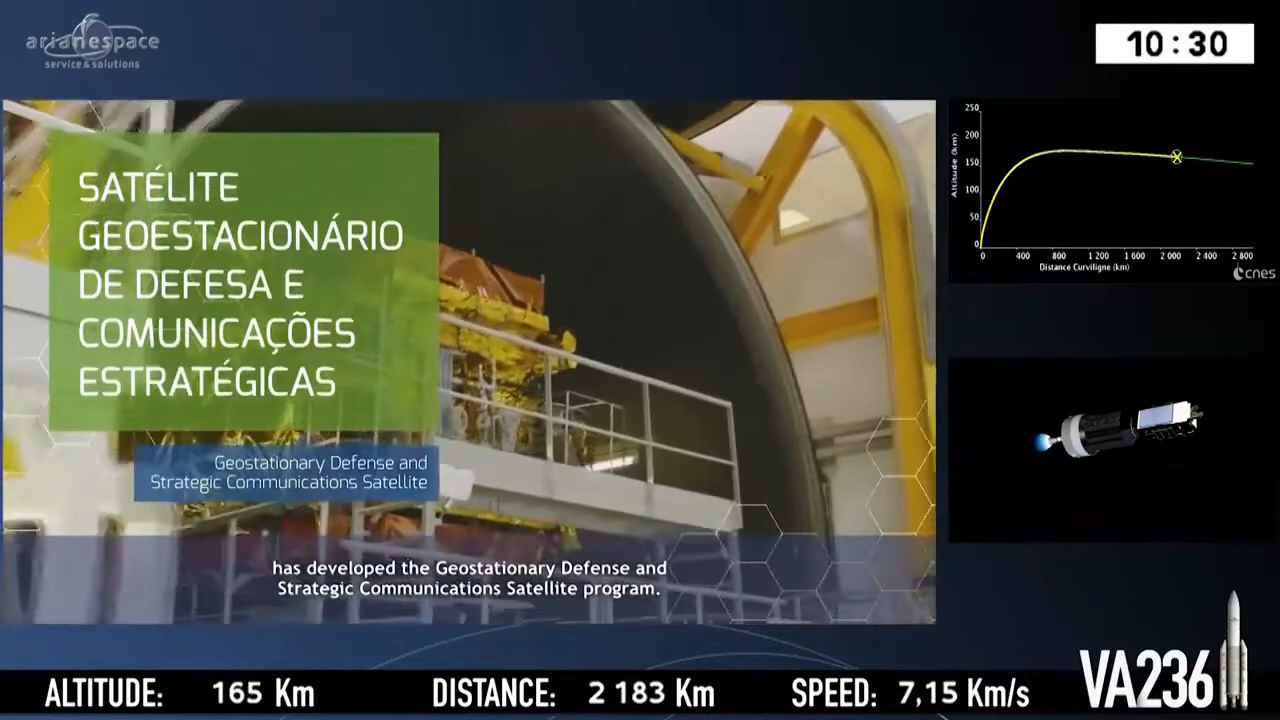 arianespace
service & solutions
10:30
SATÉLITE
GEOESTACIONÁRIO
DE DEFESA E
COMUNICAÇÕES
ESTRATÉGICAS
Geostationary Defense and
Strategic Communications Satellite
has developed the Geostationary Defense and
Strategic Communications Satellite program.
Altitude (km)
250
200
150
100
50
0
0 400 800 1 200 1 600 2 000 2 400 2 800
Distance Curviligne (km)
cnes
VA236
ALTITUDE: 165 Km DISTANCE: 2 183 Km SPEED: 7,15 Km/s